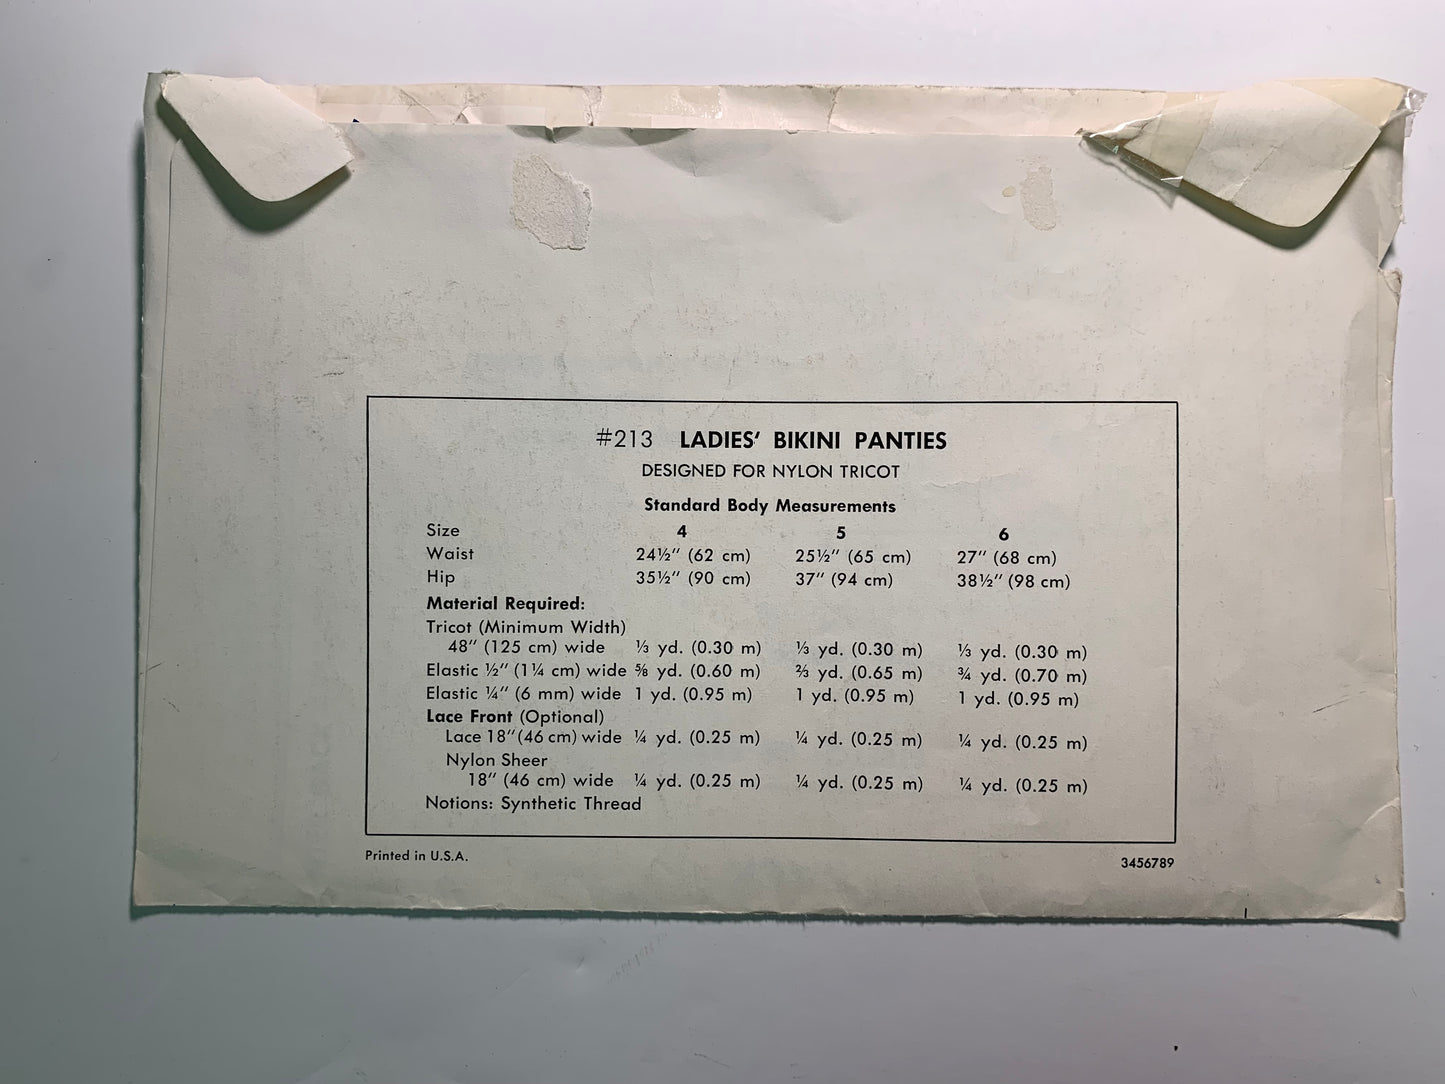 #213 LADIES' BIKINI PANTIES
DESIGNED FOR NYLON TRICOT
Standard Body Measurements
Size 4 5 6
Waist 24½" (62 cm) 25½" (65 cm) 27" (68 cm)
Hip 35½" (90 cm) 37" (94 cm) 38½" (98 cm)
Material Required:
Tricot (Minimum Width)
48" (125 cm) wide ⅓ yd. (0.30 m) ⅓ yd. (0.30 m) ⅓ yd. (0.30 m)
Elastic ½" (1¼ cm) wide ⅝ yd. (0.60 m) ⅔ yd. (0.65 m) ¾ yd. (0.70 m)
Elastic ¼" (6 mm) wide 1 yd. (0.95 m) 1 yd. (0.95 m) 1 yd. (0.95 m)
Lace Front (Optional)
Lace 18" (46 cm) wide ¼ yd. (0.25 m) ¼ yd. (0.25 m) ¼ yd. (0.25 m)
Nylon Sheer
18" (46 cm) wide ¼ yd. (0.25 m) ¼ yd. (0.25 m) ¼ yd. (0.25 m)
Notions: Synthetic Thread
Printed in U.S.A. 3456789